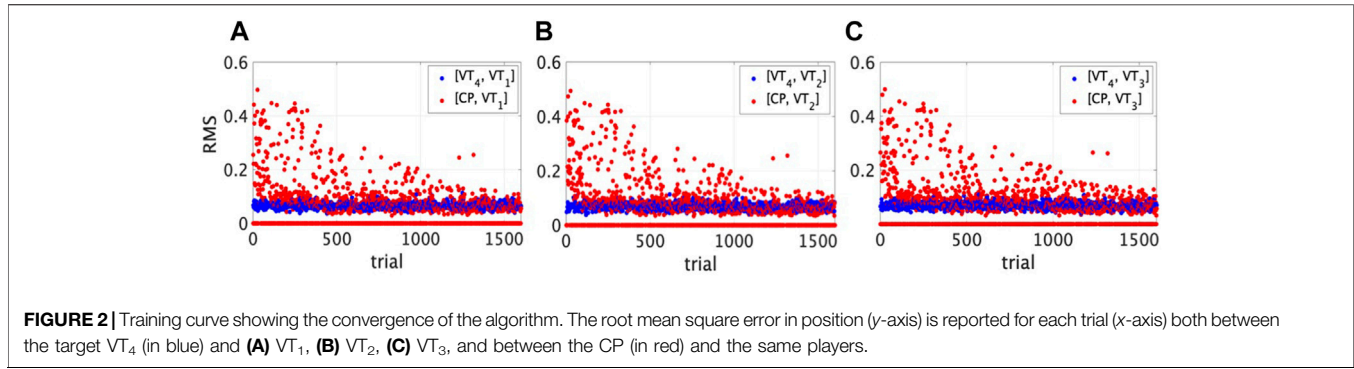 A
B
C
0.6
0.4
0.2
0
RMS
[VT4, VT1]
[CP, VT1]
0
500
1000
1500
trial
0.6
0.4
0.2
0
[VT4, VT2]
[CP, VT2]
0
500
1000
1500
trial
0.6
0.4
0.2
0
[VT4, VT3]
[CP, VT3]
0
500
1000
1500
trial
FIGURE 2 | Training curve showing the convergence of the algorithm. The root mean square error in position (y-axis) is reported for each trial (x-axis) both between
the target VT4 (in blue) and (A) VT1, (B) VT2, (C) VT3, and between the CP (in red) and the same players.